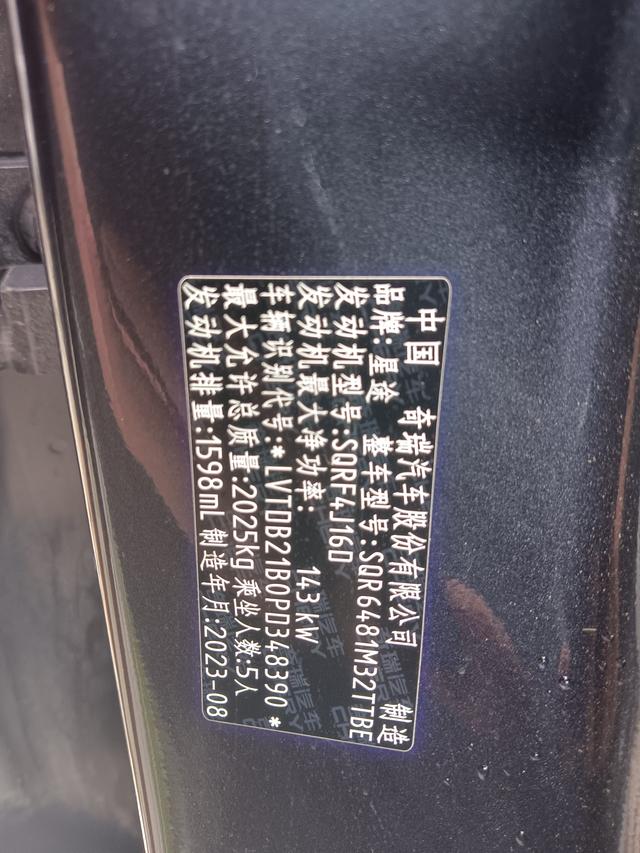 中国 奇瑞汽车股份有限公司 制造
品牌:星途 整车型号:SQR6481M32TTBE
发动机型号:SQRF4J16D
发动机最大净功率: 143kW
车辆识别代号:*LVTDB21B0PD348390*
最大允许总质量:2025kg 乘坐人数:5人
发动机排量:1598mL 制造年月:2023-08